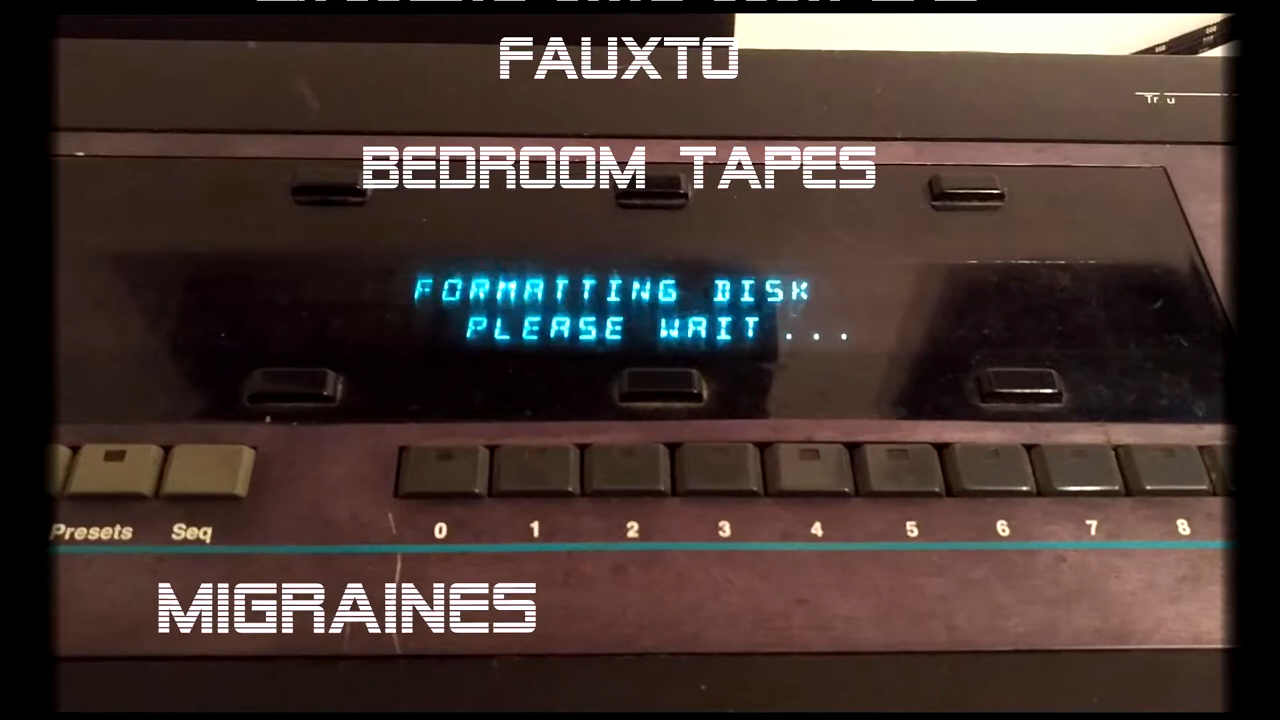 FAUXTO
BEDROOM TAPES
FORMATTING DISK
PLEASE WAIT...
Presets Seq 0 1 2 3 4 5 6 7 8
MIGRAINES